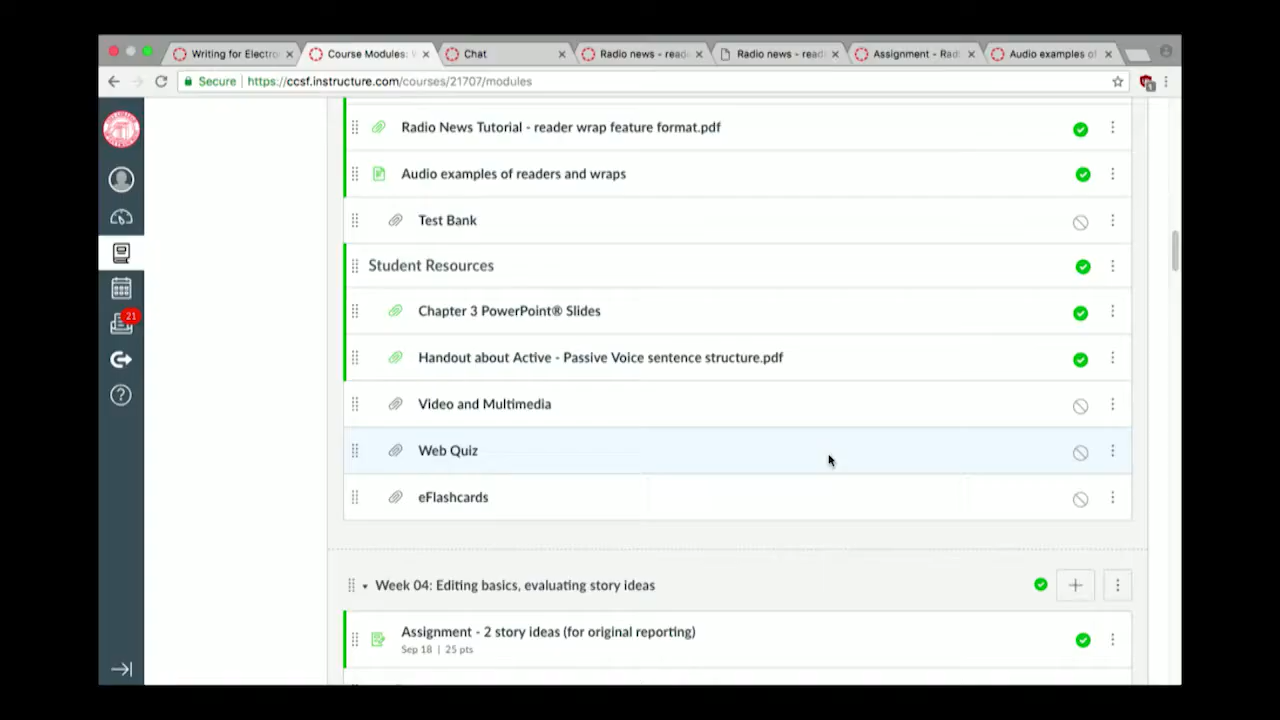 Writing for Electro
Course Modules: W
Chat
Radio news - read
Radio news - read
Assignment - Rad
Audio examples of
Secure
https://ccsf.instructure.com/courses/21707/modules
1
Radio News Tutorial - reader wrap feature format.pdf
Audio examples of readers and wraps
Test Bank
Student Resources
Chapter 3 PowerPoint® Slides
21
Handout about Active - Passive Voice sentence structure.pdf
Video and Multimedia
Web Quiz
eFlashcards
Week 04: Editing basics, evaluating story ideas
Assignment - 2 story ideas (for original reporting)
Sep 18 | 25 pts